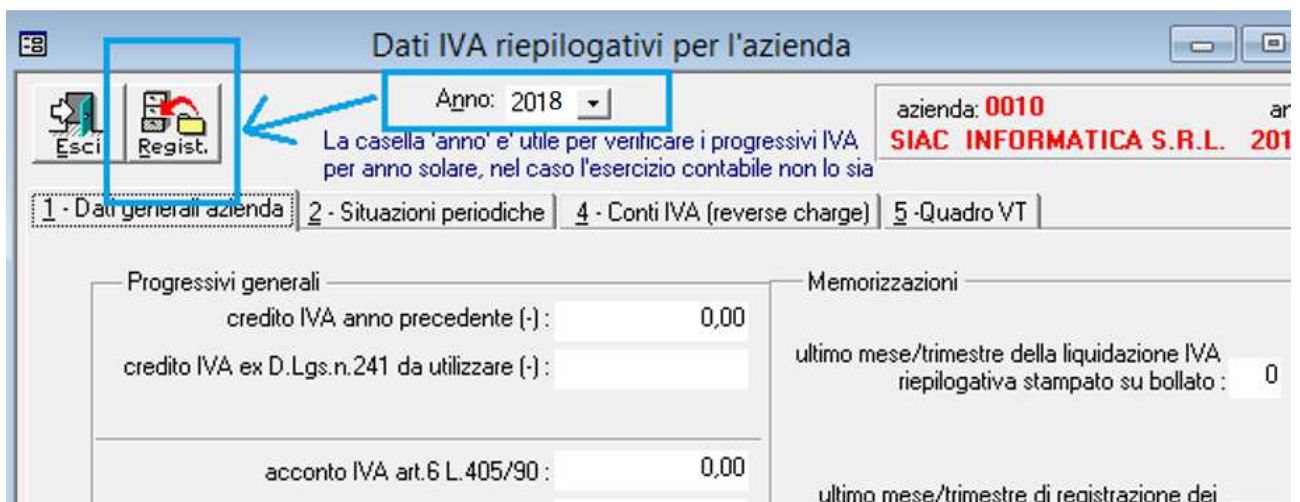 Dati IVA riepilogativi per l'azienda
Esci
Regist.
Anno: 2018
La casella 'anno' e' utile per verificare i progressivi IVA
per anno solare, nel caso l'esercizio contabile non lo sia
azienda: 0010
SIAC INFORMATICA S.R.L.
1 - Dati generali azienda
2 - Situazioni periodiche
4 - Conti IVA (reverse charge)
5 -Quadro VT
Progressivi generali
credito IVA anno precedente (-) : 0,00
credito IVA ex D.Lgs.n.241 da utilizzare (-) :
acconto IVA art.6 L.405/90 : 0,00
Memorizzazioni
ultimo mese/trimestre della liquidazione IVA
riepilogativa stampato su bollato : 0
ultimo mese/trimestre di registrazione dei